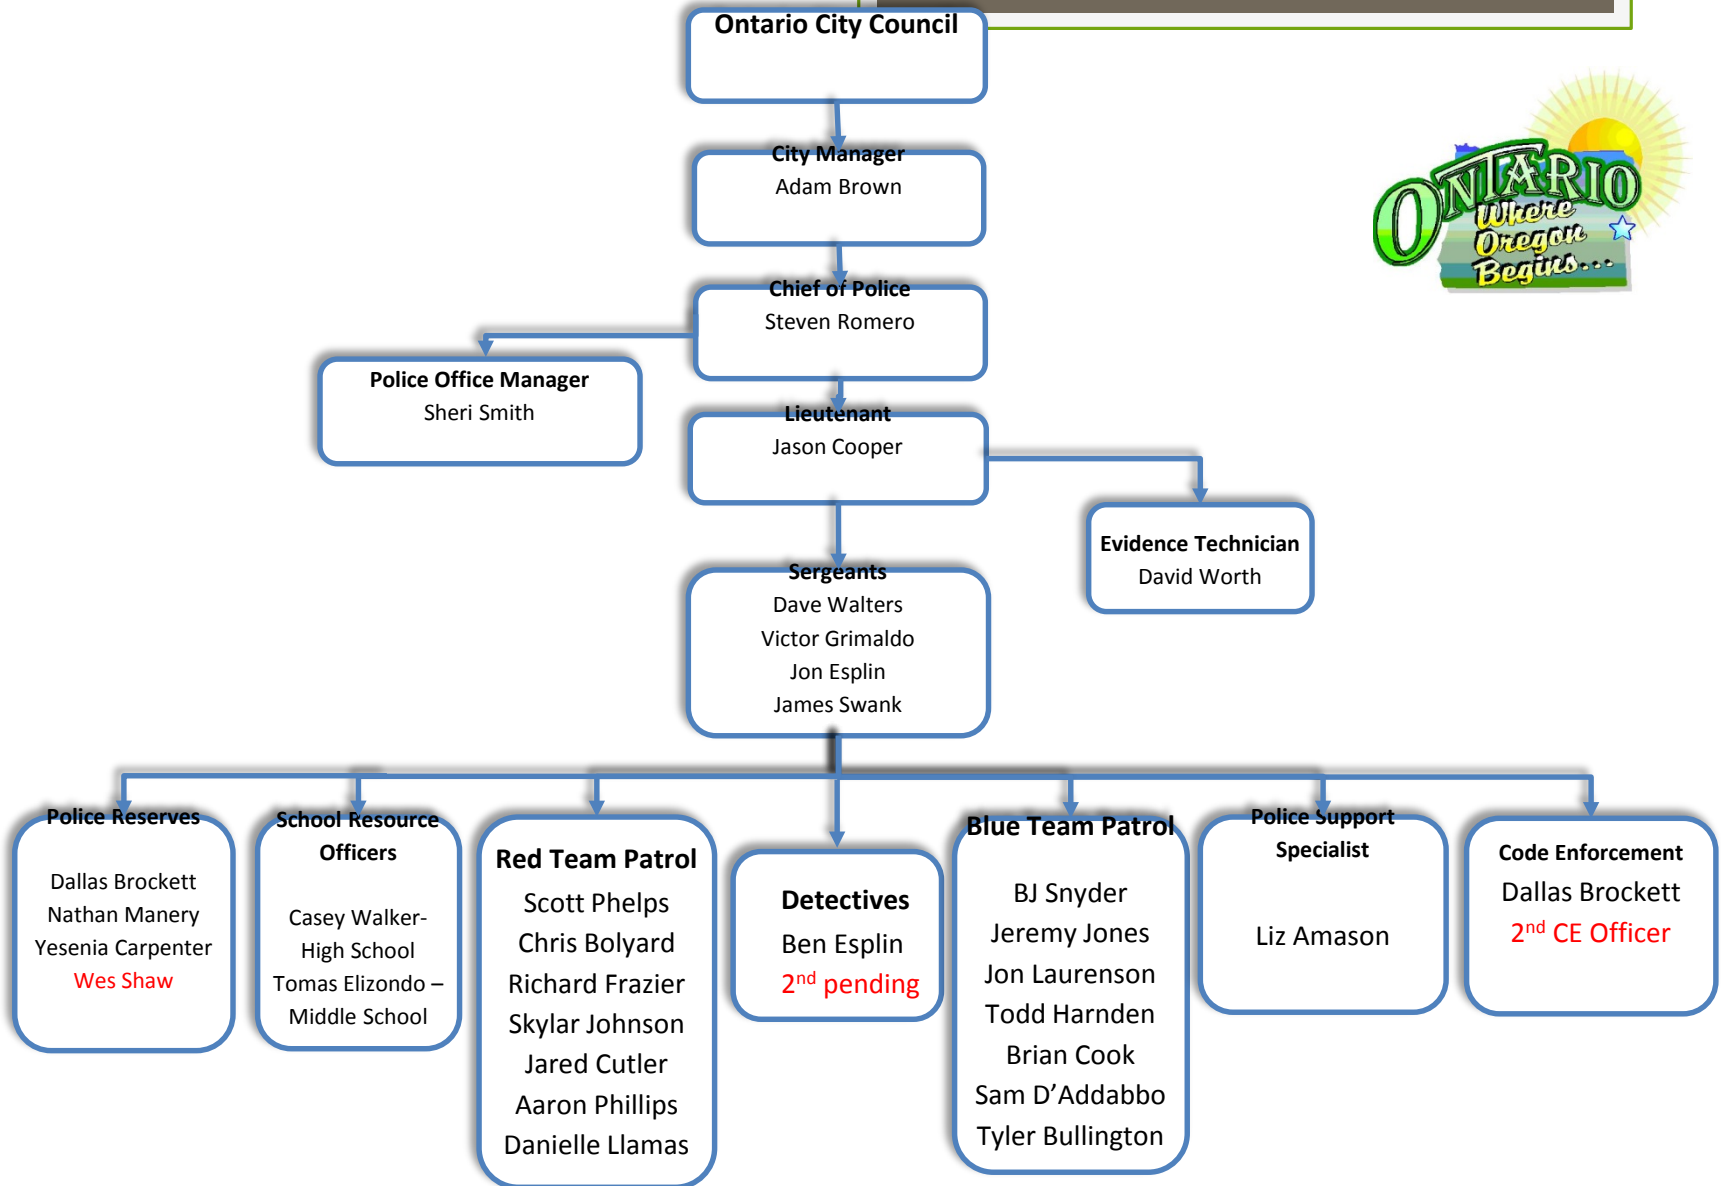 Ontario City Council
City Manager
Adam Brown
Chief of Police
Steven Romero
Police Office Manager
Sheri Smith
Lieutenant
Jason Cooper
Evidence Technician
David Worth
Sergeants
Dave Walters
Victor Grimaldo
Jon Esplin
James Swank
Police Reserves
Dallas Brockett
Nathan Manery
Yesenia Carpenter
Wes Shaw
School Resource
Officers
Casey Walker-
High School
Tomas Elizondo –
Middle School
Red Team Patrol
Scott Phelps
Chris Bolyard
Richard Frazier
Skylar Johnson
Jared Cutler
Aaron Phillips
Danielle Llamas
Detectives
Ben Esplin
2nd pending
Blue Team Patrol
BJ Snyder
Jeremy Jones
Jon Laurenson
Todd Harnden
Brian Cook
Sam D’Addabbo
Tyler Bullington
Police Support
Specialist
Liz Amason
Code Enforcement
Dallas Brockett
2nd CE Officer
ONTARIO
Where
Oregon
Begins...